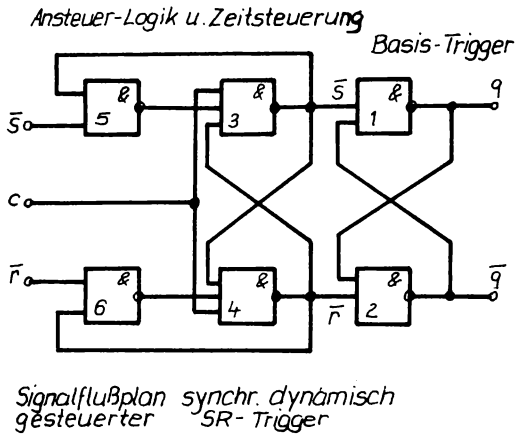 Ansteuer-Logik u. Zeitsteuerung
Basis-Trigger
& & s̅ & q
s̅ 5 3 1
c
r̅ & & & q̅
6 4 r̅ 2
Signalflußplan synchr. dynamisch
gesteuerter SR-Trigger